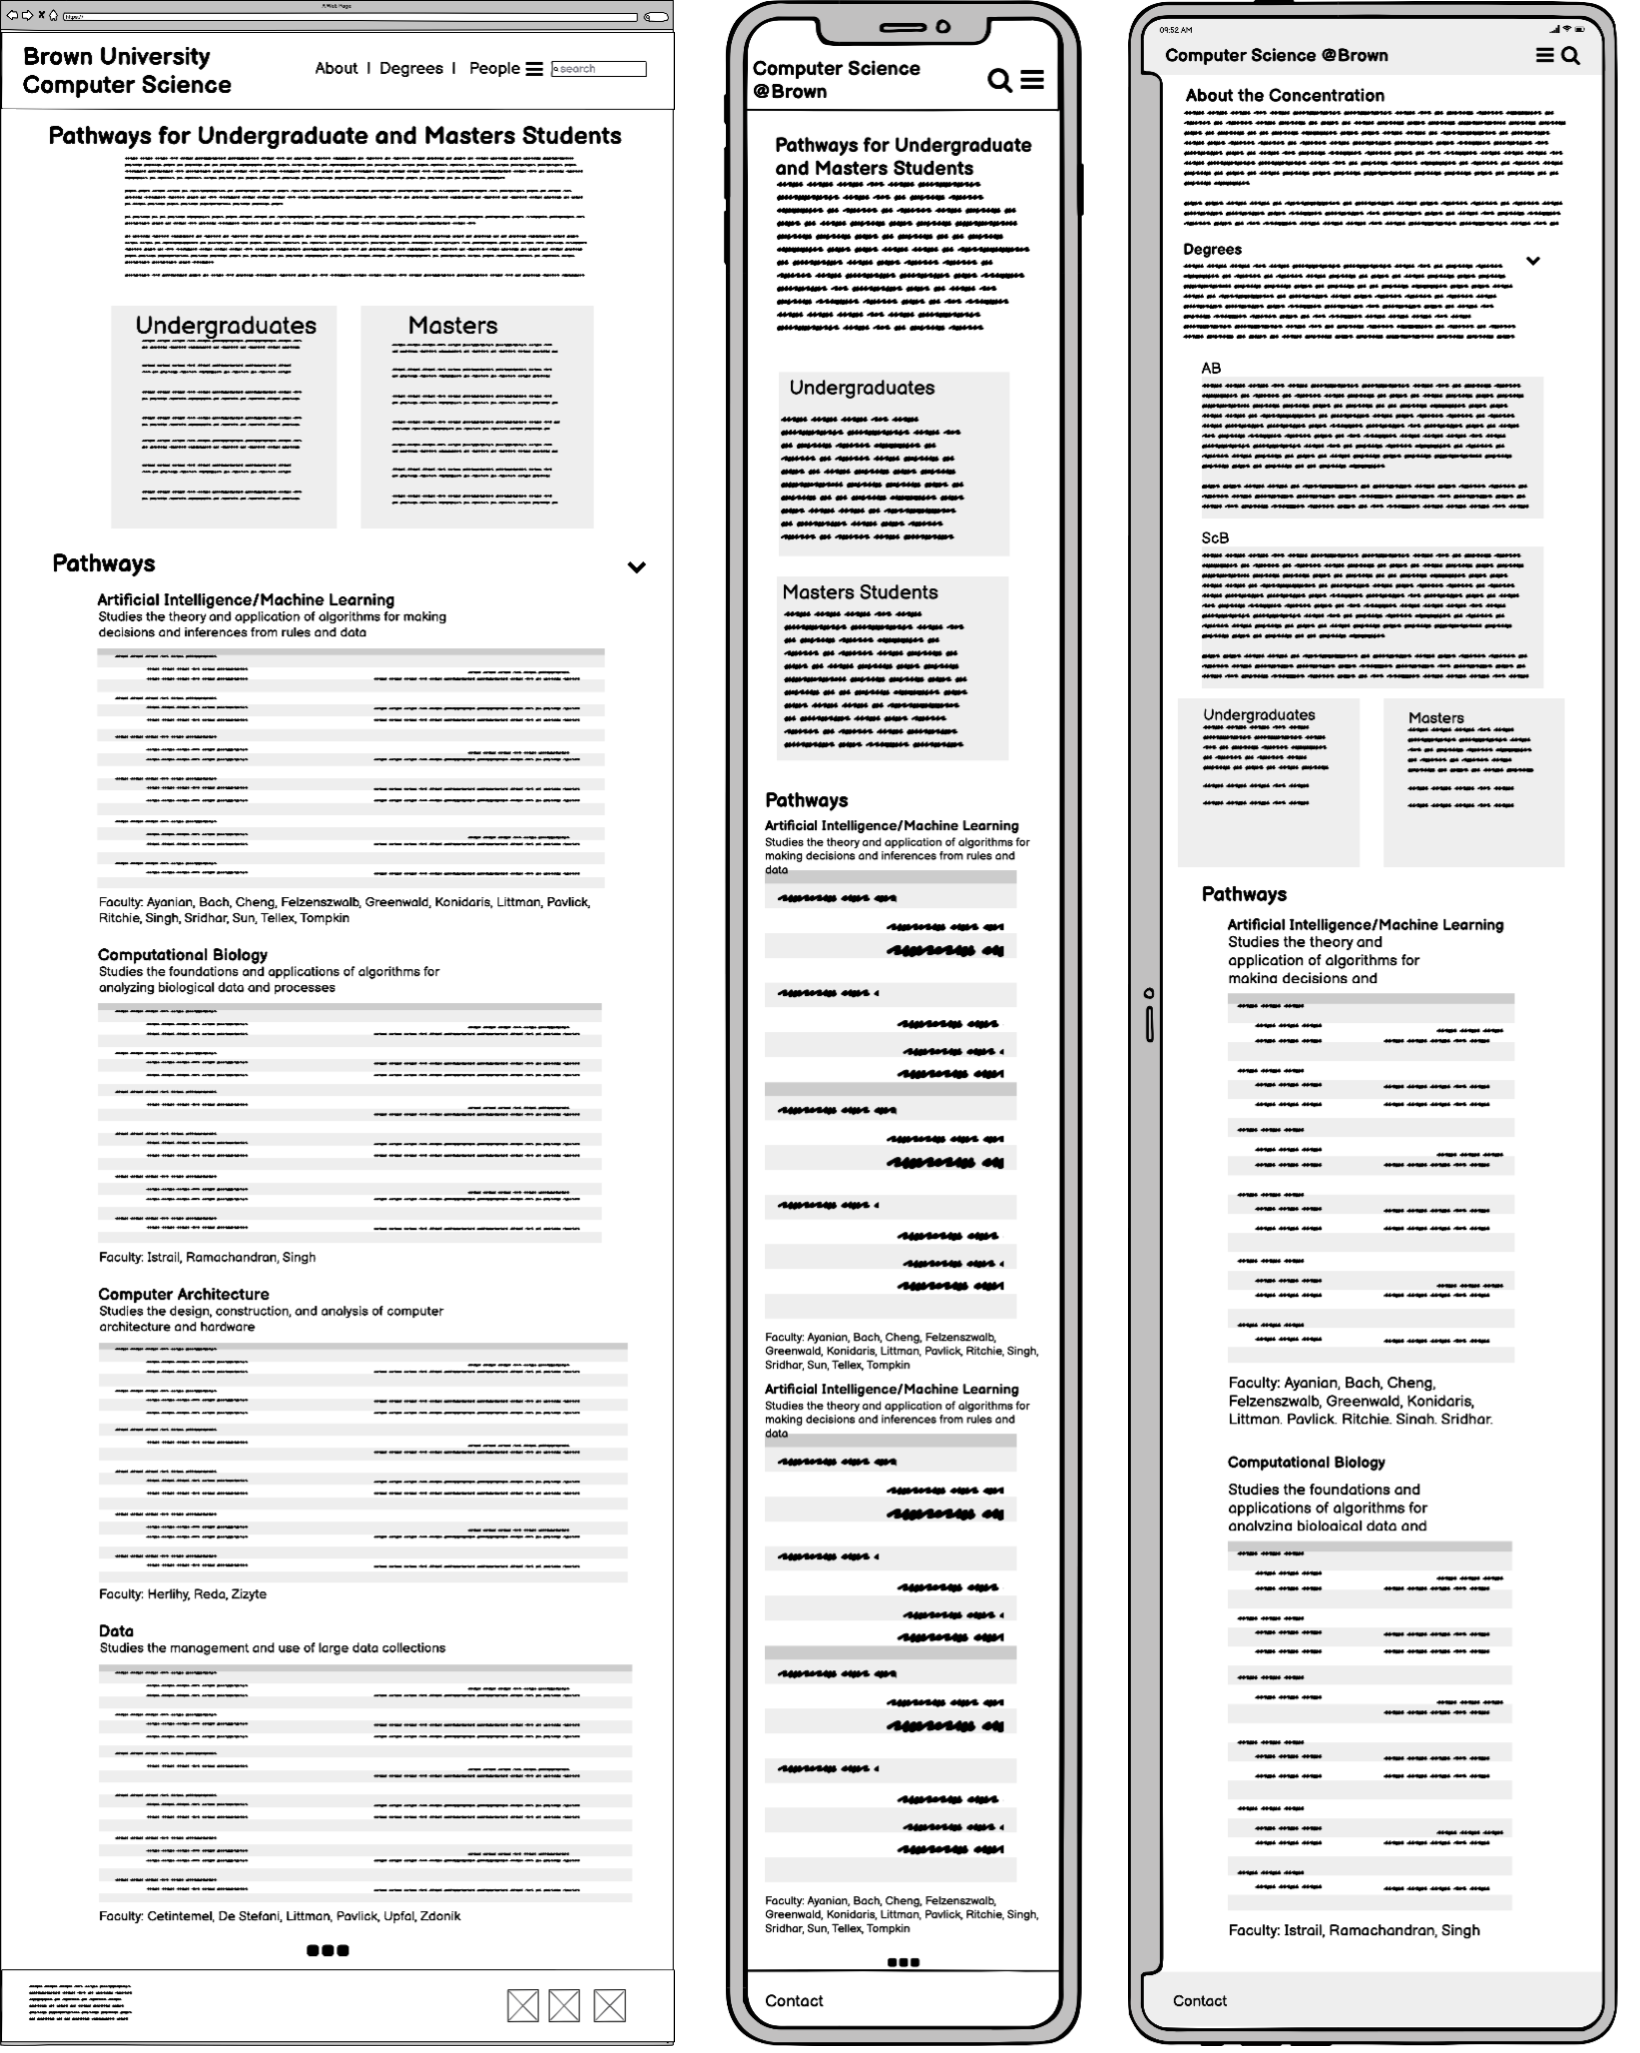 A Web Page
https://
Brown University
Computer Science
About | Degrees | People
search
Pathways for Undergraduate and Masters Students
Undergraduates
Masters
Pathways
Artificial Intelligence/Machine Learning
Studies the theory and application of algorithms for making
decisions and inferences from rules and data
Faculty: Ayanian, Bach, Cheng, Felzenszwalb, Greenwald, Konidaris, Littman, Pavlick,
Ritchie, Singh, Sridhar, Sun, Tellex, Tompkin
Computational Biology
Studies the foundations and applications of algorithms for
analyzing biological data and processes
Faculty: Istrail, Ramachandran, Singh
Computer Architecture
Studies the design, construction, and analysis of computer
architecture and hardware
Faculty: Herlihy, Reda, Zizyte
Data
Studies the management and use of large data collections
Faculty: Cetintemel, De Stefani, Littman, Pavlick, Upfal, Zdonik
Computer Science
@Brown
Pathways for Undergraduate
and Masters Students
Undergraduates
Masters Students
Pathways
Artificial Intelligence/Machine Learning
Studies the theory and application of algorithms for
making decisions and inferences from rules and
data
Faculty: Ayanian, Bach, Cheng, Felzenszwalb,
Greenwald, Konidaris, Littman, Pavlick, Ritchie, Singh,
Sridhar, Sun, Tellex, Tompkin
Artificial Intelligence/Machine Learning
Studies the theory and application of algorithms for
making decisions and inferences from rules and
data
Faculty: Ayanian, Bach, Cheng, Felzenszwalb,
Greenwald, Konidaris, Littman, Pavlick, Ritchie, Singh,
Sridhar, Sun, Tellex, Tompkin
Contact
09:52 AM
Computer Science @Brown
About the Concentration
Degrees
AB
ScB
Undergraduates
Masters
Pathways
Artificial Intelligence/Machine Learning
Studies the theory and
application of algorithms for
making decisions and
Faculty: Ayanian, Bach, Cheng,
Felzenszwalb, Greenwald, Konidaris,
Littman, Pavlick, Ritchie, Singh, Sridhar,
Computational Biology
Studies the foundations and
applications of algorithms for
analyzing biological data and
Faculty: Istrail, Ramachandran, Singh
Contact